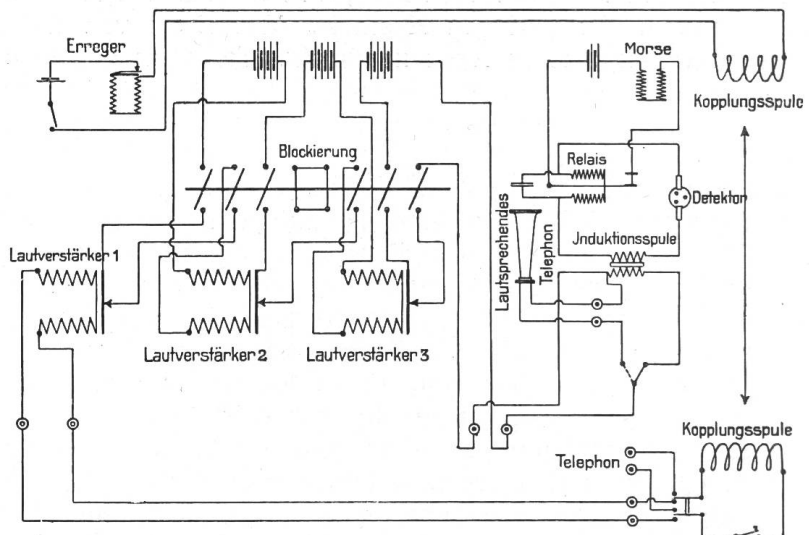 Erreger
Morse
Kopplungsspule
Blockierung
Relais
Detektor
Lautsprechendes
Telephon
Jnduktionsspule
Lautverstärker 1
Lautverstärker 2
Lautverstärker 3
Kopplungsspule
Telephon